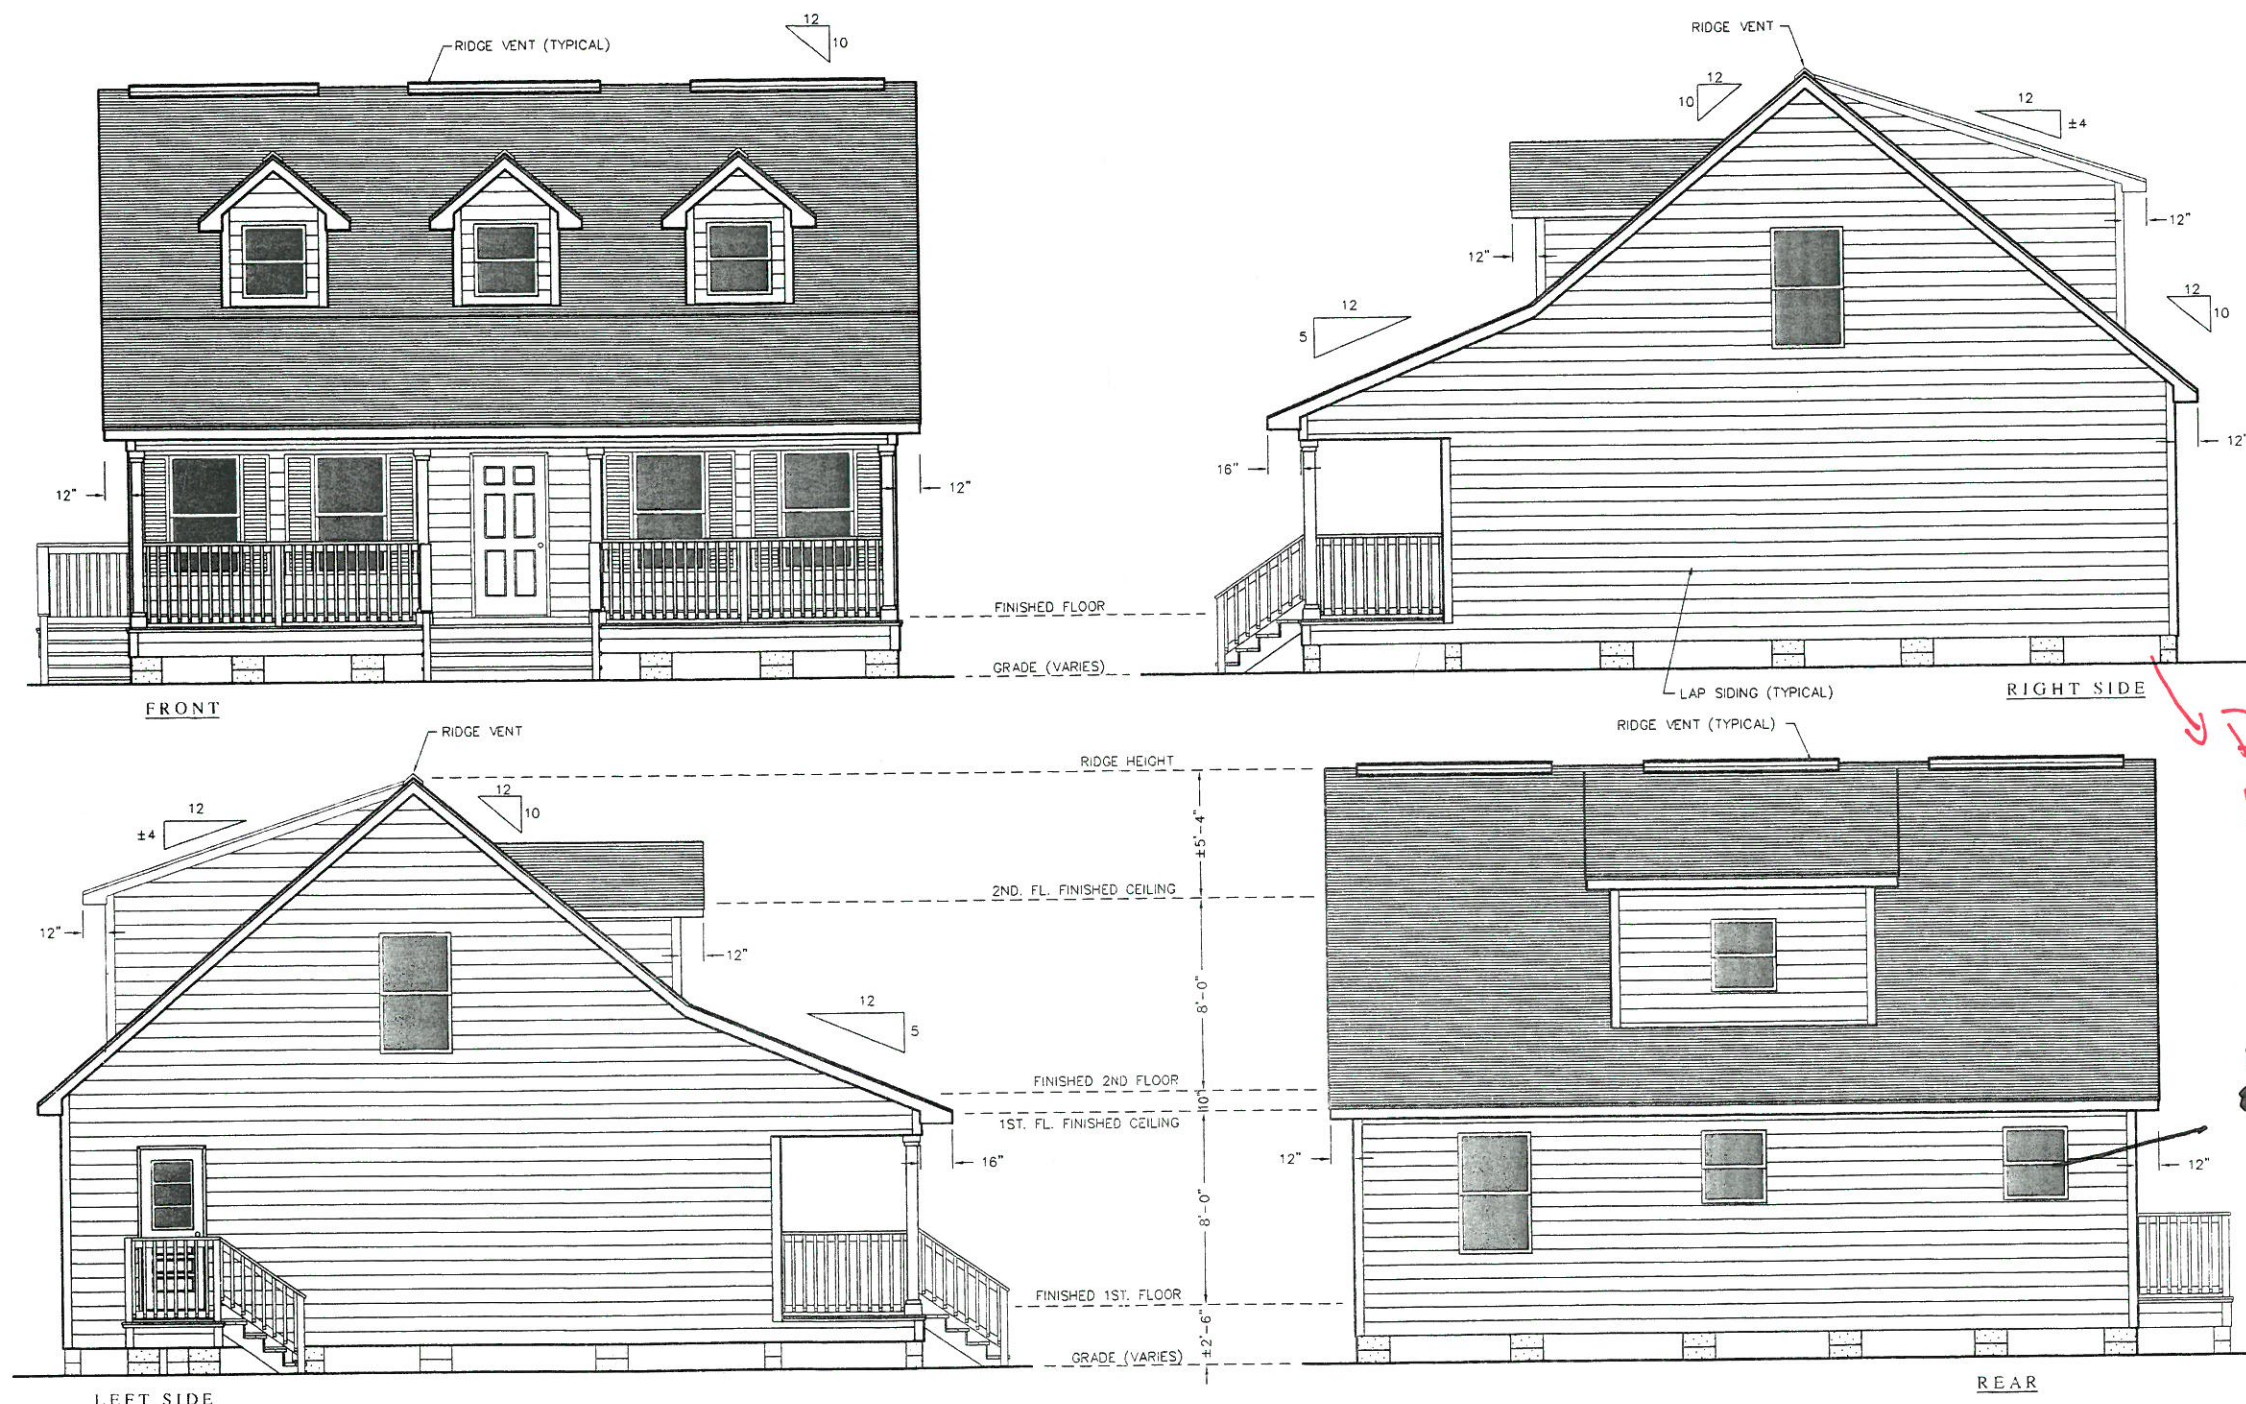 12
10
RIDGE VENT (TYPICAL)
12"
12"
FINISHED FLOOR
GRADE (VARIES)
FRONT
RIDGE VENT
12
10
12
±4
12"
12"
12
5
12
10
16"
12"
LAP SIDING (TYPICAL)
RIGHT SIDE
RIDGE VENT
12
±4
12
10
12"
12"
12
5
16"
LEFT SIDE
RIDGE HEIGHT
±5'-4"
2ND. FL. FINISHED CEILING
8'-0"
FINISHED 2ND FLOOR
10"
1ST. FL. FINISHED CEILING
8'-0"
FINISHED 1ST. FLOOR
±2'-6"
GRADE (VARIES)
RIDGE VENT (TYPICAL)
12"
12"
REAR